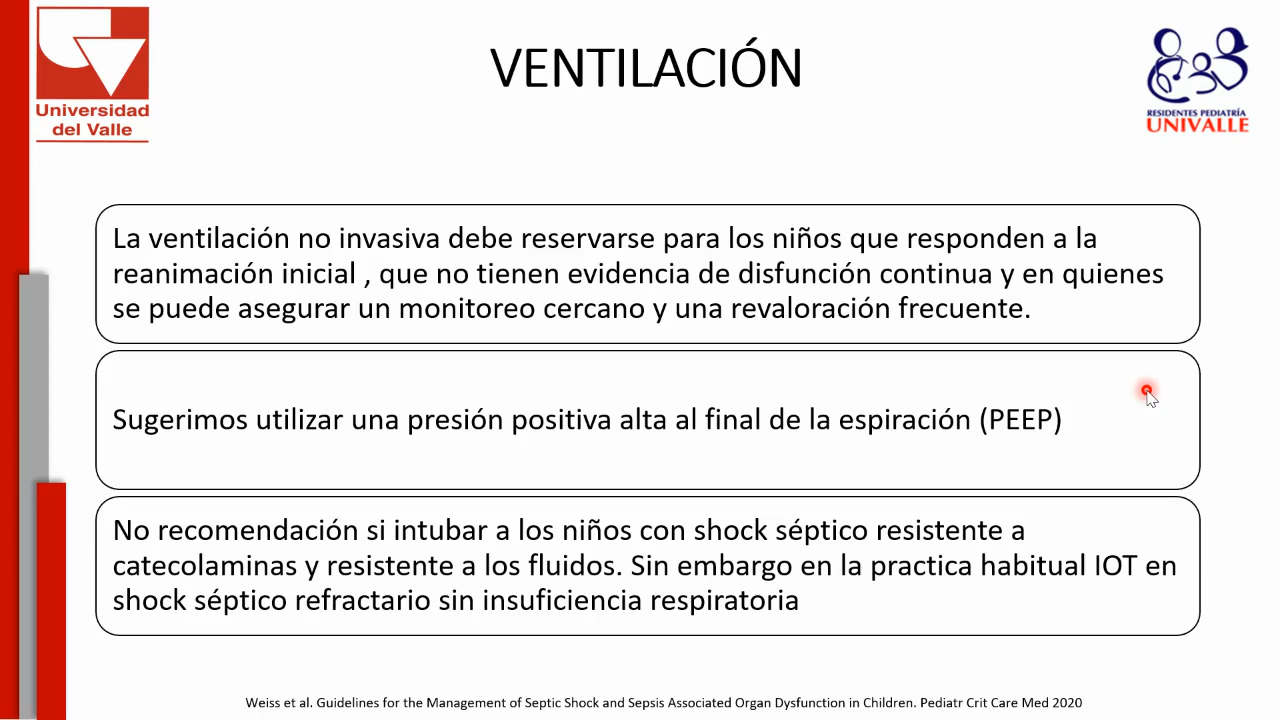 Universidad
del Valle
VENTILACIÓN
RESIDENTES PEDIATRÍA
UNIVALLE
La ventilación no invasiva debe reservarse para los niños que responden a la
reanimación inicial , que no tienen evidencia de disfunción continua y en quienes
se puede asegurar un monitoreo cercano y una revaloración frecuente.
Sugerimos utilizar una presión positiva alta al final de la espiración (PEEP)
No recomendación si intubar a los niños con shock séptico resistente a
catecolaminas y resistente a los fluidos. Sin embargo en la practica habitual IOT en
shock séptico refractario sin insuficiencia respiratoria
Weiss et al. Guidelines for the Management of Septic Shock and Sepsis Associated Organ Dysfunction in Children. Pediatr Crit Care Med 2020